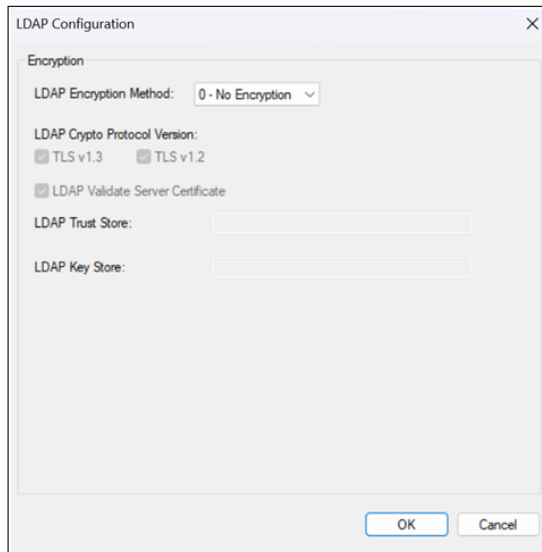 LDAP Configuration
Encryption
LDAP Encryption Method: 0 - No Encryption
LDAP Crypto Protocol Version:
TLS v1.3 TLS v1.2
LDAP Validate Server Certificate
LDAP Trust Store:
LDAP Key Store:
OK Cancel